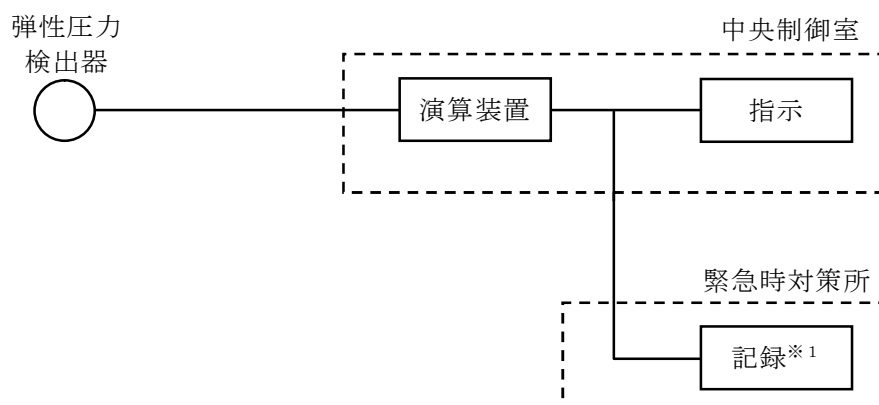 弾性圧力
検出器
中央制御室
演算装置
指示
緊急時対策所
記録※1